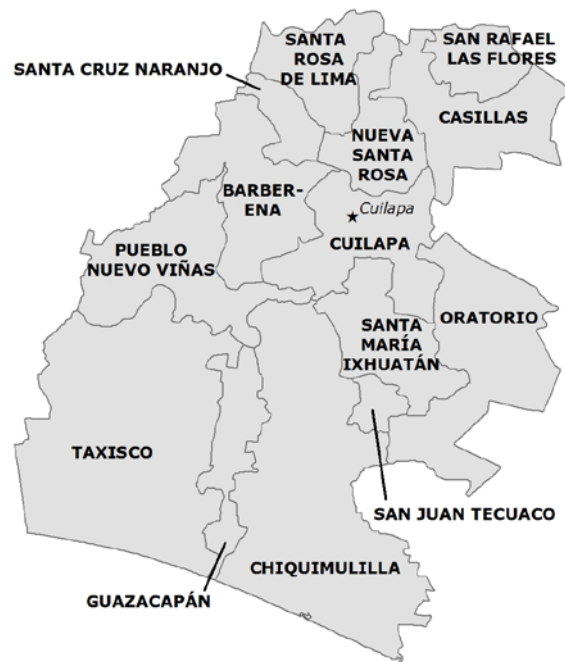 SANTA
ROSA
DE LIMA
SAN RAFAEL
LAS FLORES
SANTA CRUZ NARANJO
CASILLAS
NUEVA
SANTA
ROSA
BARBER-
ENA
Cuilapa
CUILAPA
PUEBLO
NUEVO VIÑAS
ORATORIO
SANTA
MARÍA
IXHUATÁN
TAXISCO
SAN JUAN TECUACO
CHIQUIMULILLA
GUAZACAPÁN